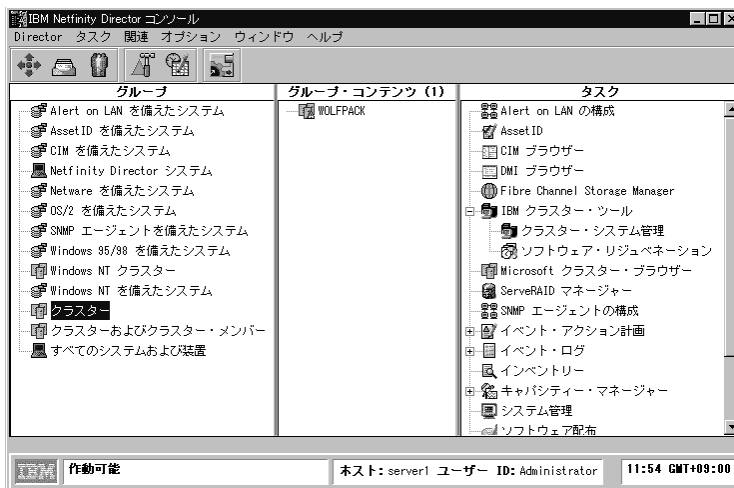 IBM Netfinity Director コンソール
Director タスク 関連 オプション ウィンドウ ヘルプ
グループ
Alert on LAN を備えたシステム
AssetID を備えたシステム
CIM を備えたシステム
Netfinity Director システム
Netware を備えたシステム
OS/2 を備えたシステム
SNMP エージェントを備えたシステム
Windows 95/98 を備えたシステム
Windows NT クラスター
Windows NT を備えたシステム
クラスター
クラスターおよびクラスター・メンバー
すべてのシステムおよび装置
グループ・コンテンツ (1)
WOLFPACK
タスク
Alert on LAN の構成
AssetID
CIM ブラウザー
DMI ブラウザー
Fibre Channel Storage Manager
IBM クラスター・ツール
クラスター・システム管理
ソフトウェア・リジュベネーション
Microsoft クラスター・ブラウザー
ServeRAID マネージャー
SNMP エージェントの構成
イベント・アクション計画
イベント・ログ
インベントリー
キャパシティー・マネージャー
システム管理
ソフトウェア配布
IBM
作動可能
ホスト: server1 ユーザー ID: Administrator
11:54 GMT+09:00